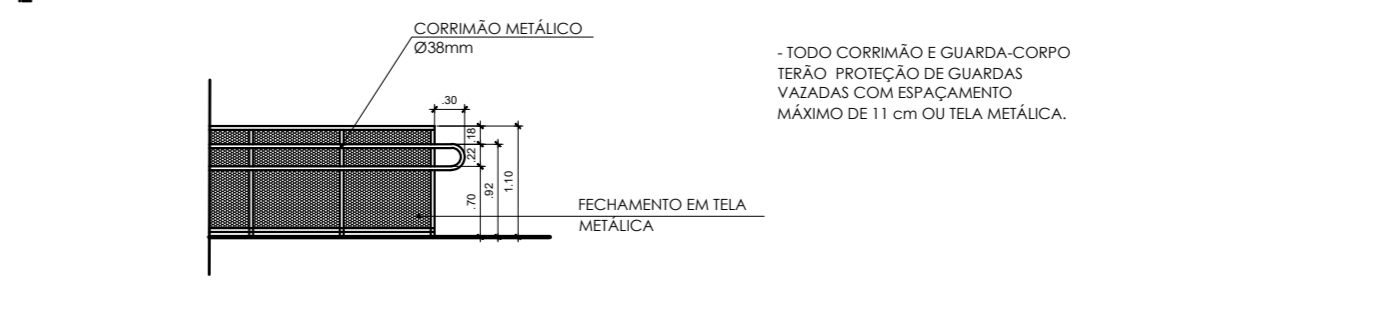 CORRIMÃO METÁLICO
Ø38mm
- TODO CORRIMÃO E GUARDA-CORPO
TERÃO PROTEÇÃO DE GUARDAS
VAZADAS COM ESPAÇAMENTO
MÁXIMO DE 11 cm OU TELA METÁLICA.
.30
.18
.22
.70
.92
1.10
FECHAMENTO EM TELA
METÁLICA